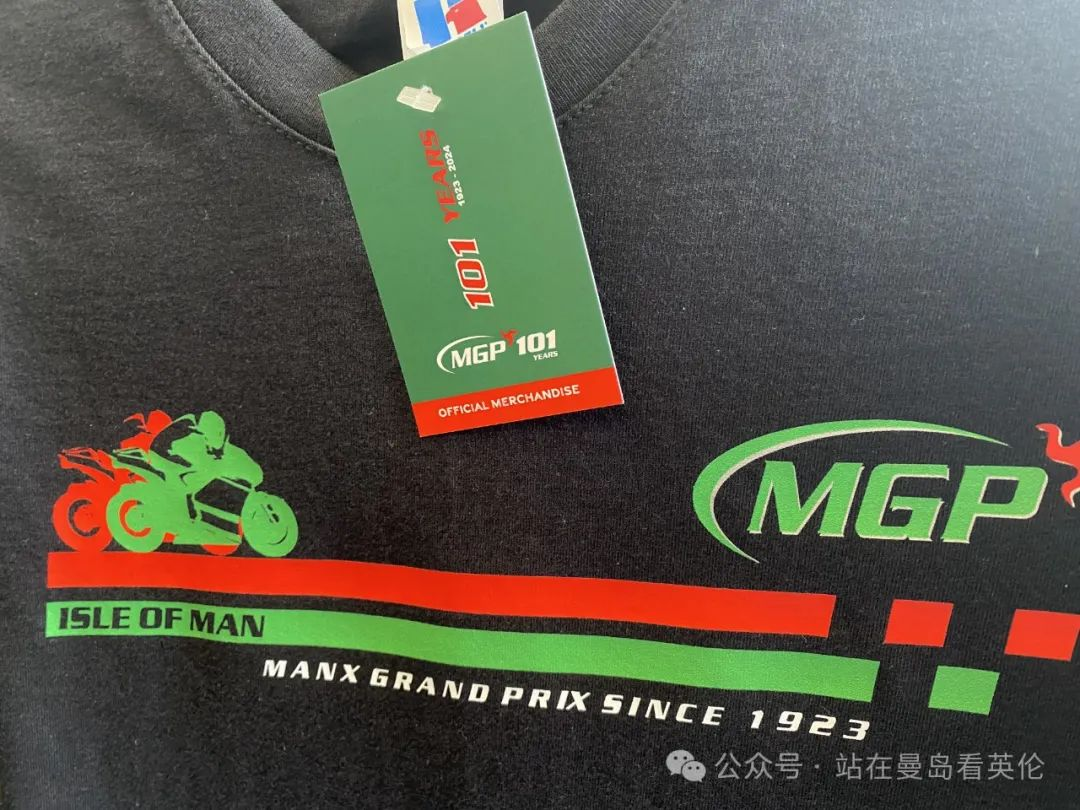 101 YEARS
1923 - 2024
MGP 101
YEARS
OFFICIAL MERCHANDISE
MGP
ISLE OF MAN
MANX GRAND PRIX SINCE 1923
公众号 · 站在曼岛看英伦